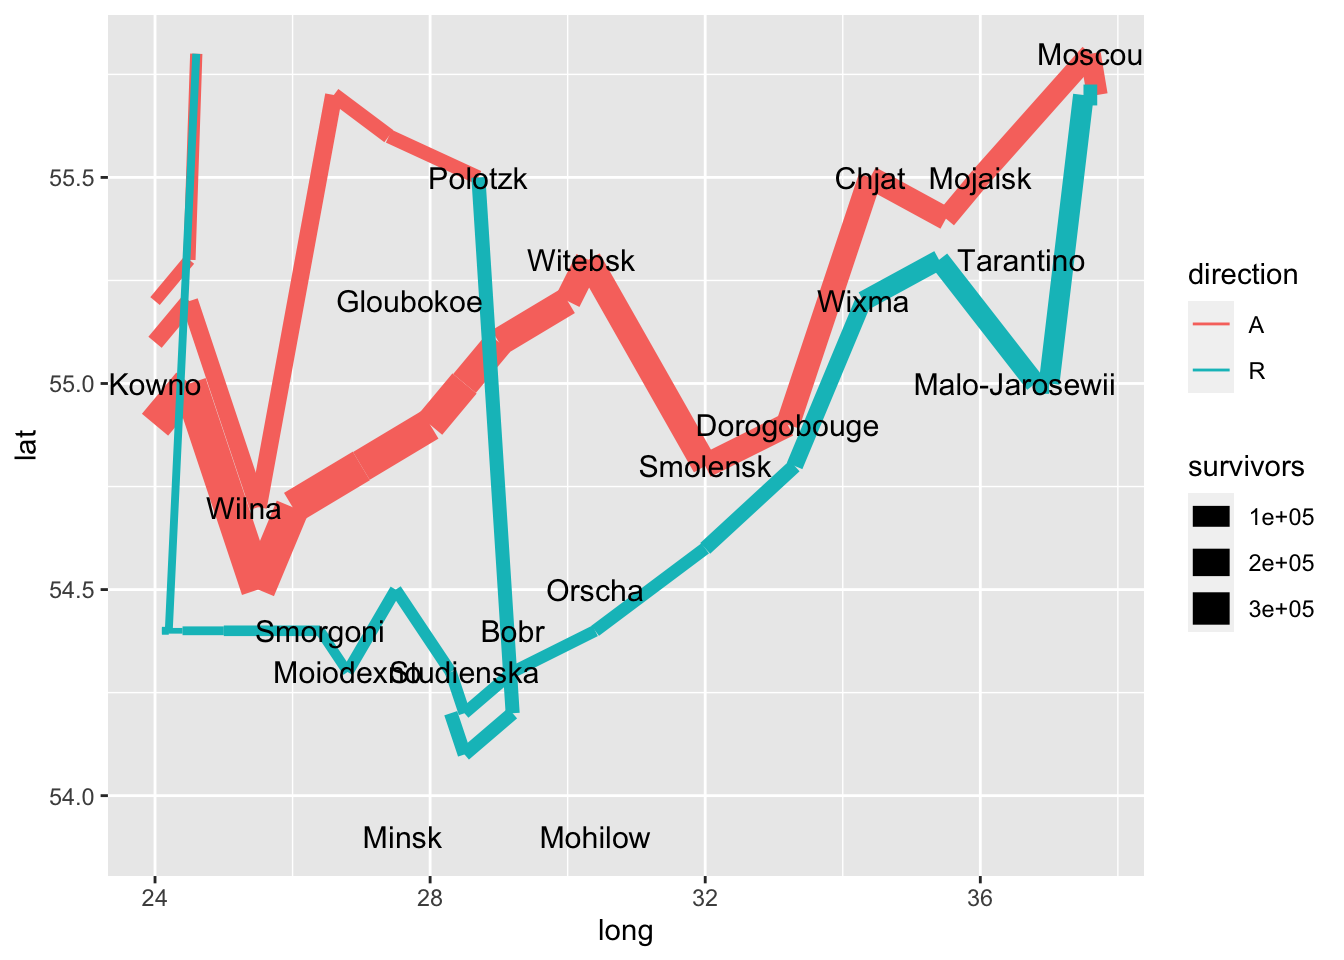 Moscou
Polotzk
Chjat
Mojaisk
Witebsk
Tarantino
Gloubokoe
Wixma
Kowno
Malo-Jarosewii
Dorogobouge
Smolensk
Wilna
Orscha
Smorgoni
Bobr
Moiodexno
Studienska
Minsk
Mohilow
55.5
55.0
54.5
54.0
lat
24
28
32
36
long
direction
A
R
survivors
1e+05
2e+05
3e+05